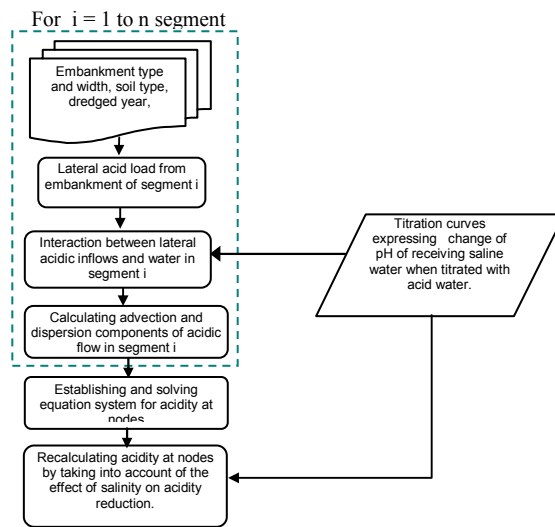 For i = 1 to n segment
Embankment type
and width, soil type,
dredged year,
Lateral acid load from
embankment of segment i
Interaction between lateral
acidic inflows and water in
segment i
Calculating advection and
dispersion components of acidic
flow in segment i
Establishing and solving
equation system for acidity at
nodes
Recalculating acidity at nodes
by taking into account of the
effect of salinity on acidity
reduction.
Titration curves
expressing change of
pH of receiving saline
water when titrated with
acid water.